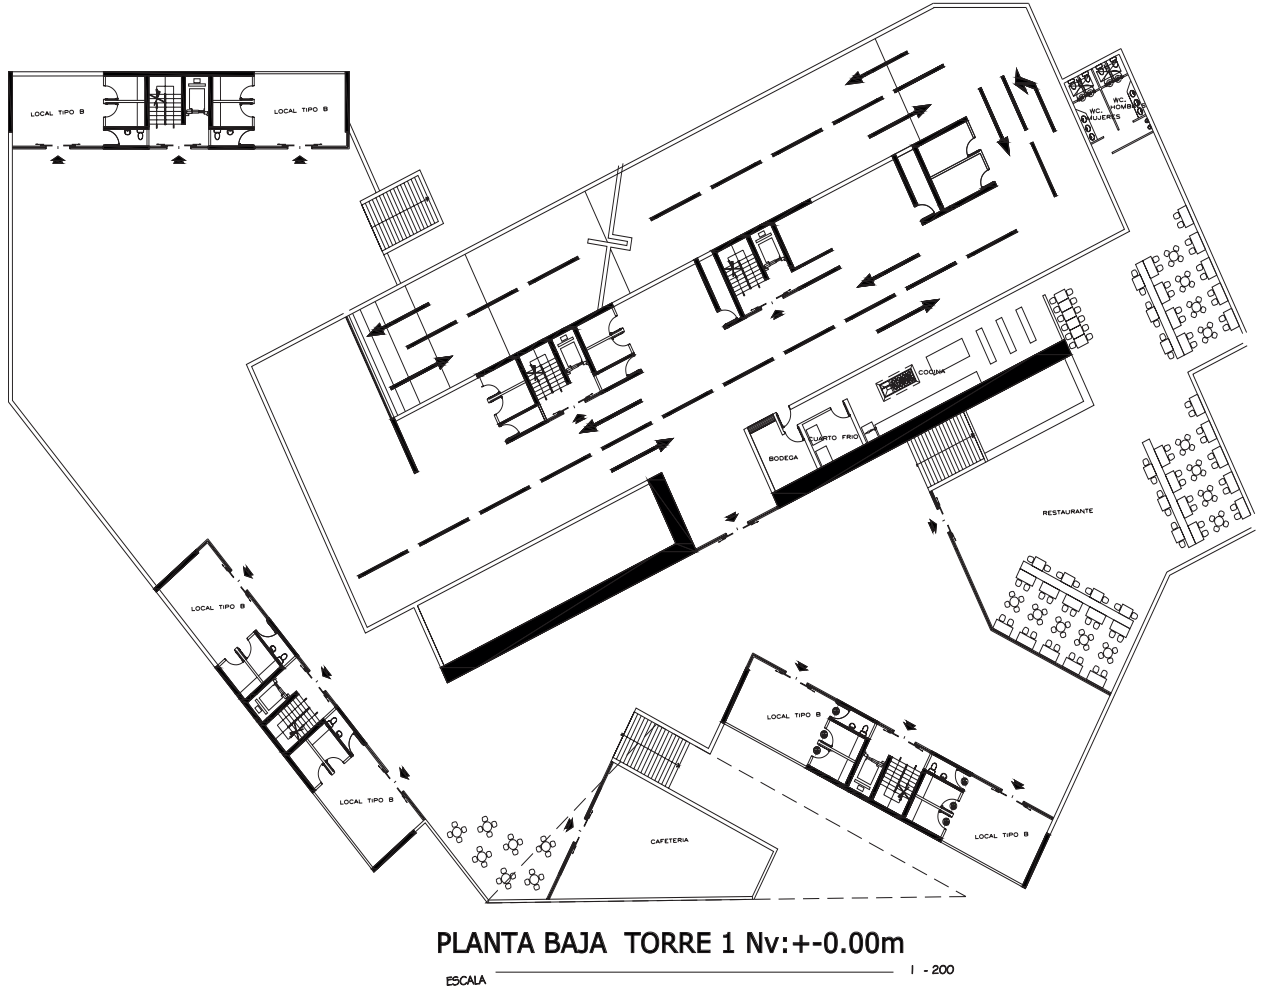 LOCAL TIPO B
LOCAL TIPO B
WC.
MUJERES
WC.
HOMB
COCINA
CUARTO FRIO
BODEGA
RESTAURANTE
LOCAL TIPO B
LOCAL TIPO B
LOCAL TIPO B
LOCAL TIPO B
CAFETERIA
PLANTA BAJA TORRE 1 Nv:+-0.00m
ESCALA
1 - 200